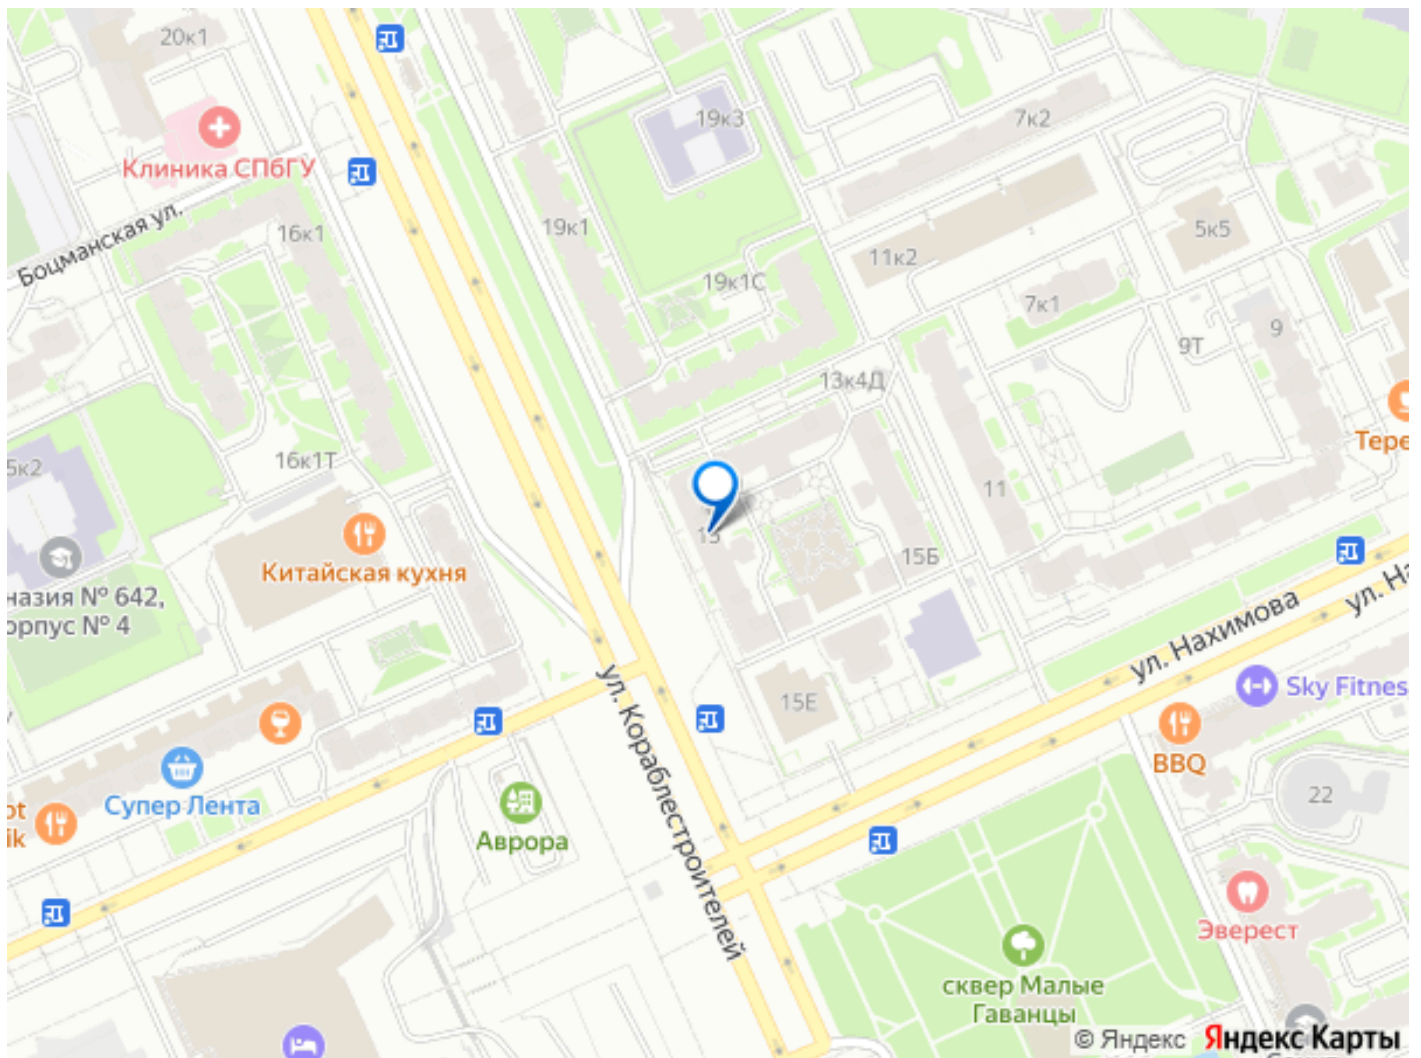 20к1
19к3
7к2
Клиника СПбГУ
Боцманская ул.
16к1
19к1
5к5
11к2
19к1С
7к1
9
9Т
13к4Д
Тере
5к2
16к1Т
11
Китайская кухня
15Б
назия № 642,
орпус № 4
ул. Нахимова
ул. На
Sky Fitnes
15Е
ул. Кораблестроителей
BBQ
Супер Лента
22
ot
ik
Аврора
Эверест
сквер Малые
Гаванцы
© Яндекс Яндекс Карты